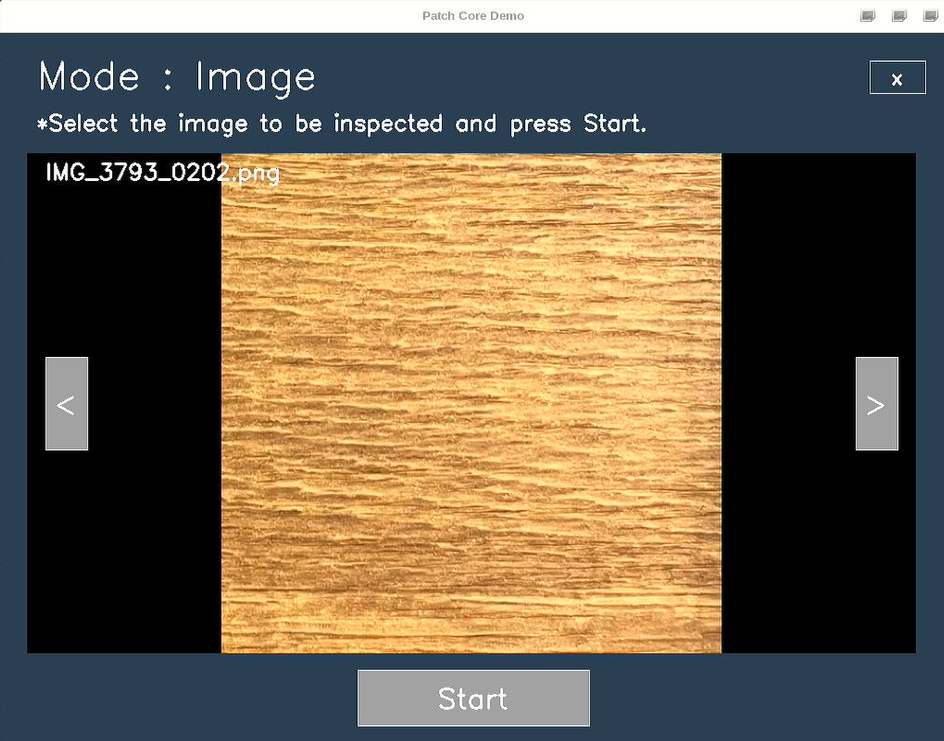 Patch Core Demo
Mode : Image
x
*Select the image to be inspected and press Start.
IMG_3793_0202.png
<
>
Start